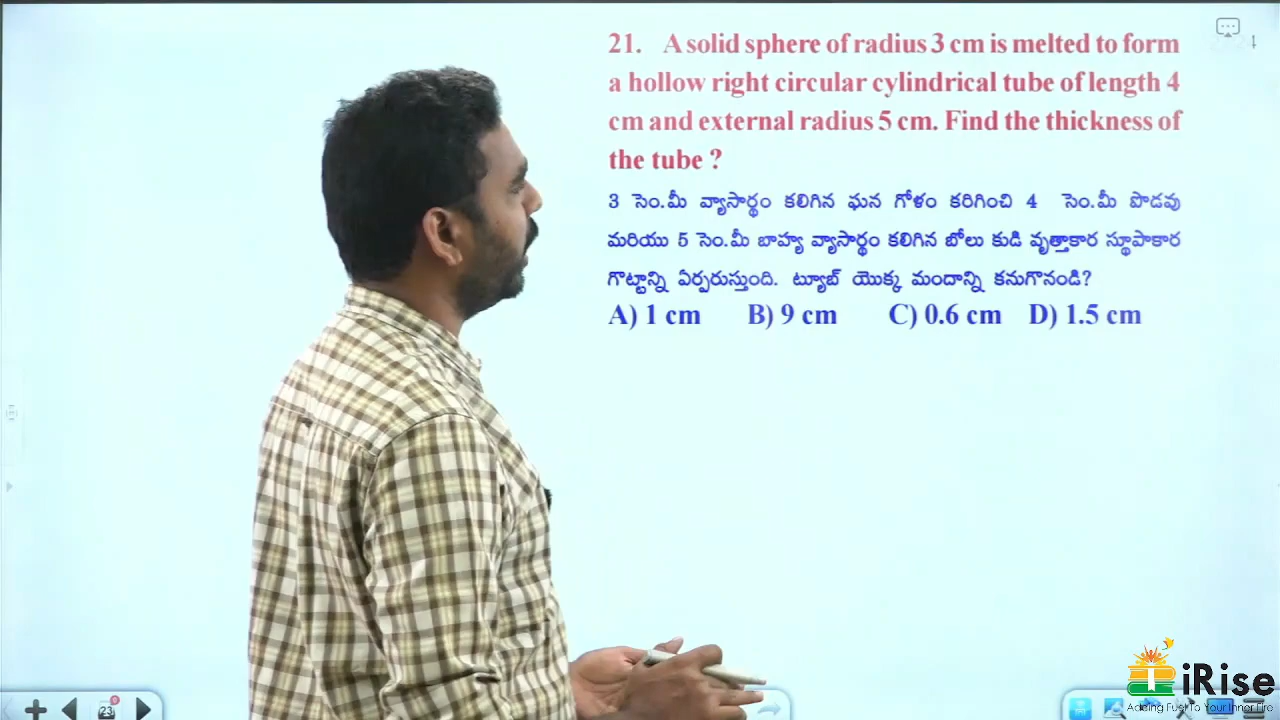 21. A solid sphere of radius 3 cm is melted to form
a hollow right circular cylindrical tube of length 4
cm and external radius 5 cm. Find the thickness of
the tube ?
3 సెం.మీ వ్యాసార్థం కలిగిన ఘన గోళం కరిగించి 4 సెం.మీ పొడవు
మరియు 5 సెం.మీ బాహ్య వ్యాసార్థం కలిగిన బోలు కుడి వృత్తాకార స్థూపాకార
గొట్టాన్ని ఏర్పరుస్తుంది. ట్యూబ్ యొక్క మందాన్ని కనుగొనండి?
A) 1 cm B) 9 cm C) 0.6 cm D) 1.5 cm
23
iRise
Adding Fuel To Your Inner Fire